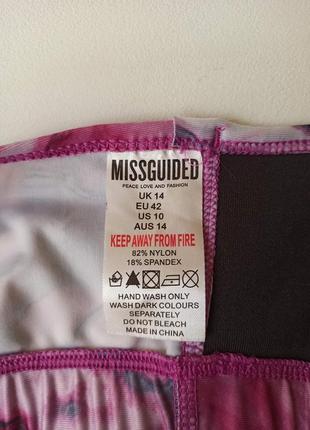 MISSGUIDED
PEACE LOVE AND FASHION
UK 14
EU 42
US 10
AUS 14
KEEP AWAY FROM FIRE
82% NYLON
18% SPANDEX
HAND WASH ONLY
WASH DARK COLOURS
SEPARATELY
DO NOT BLEACH
MADE IN CHINA